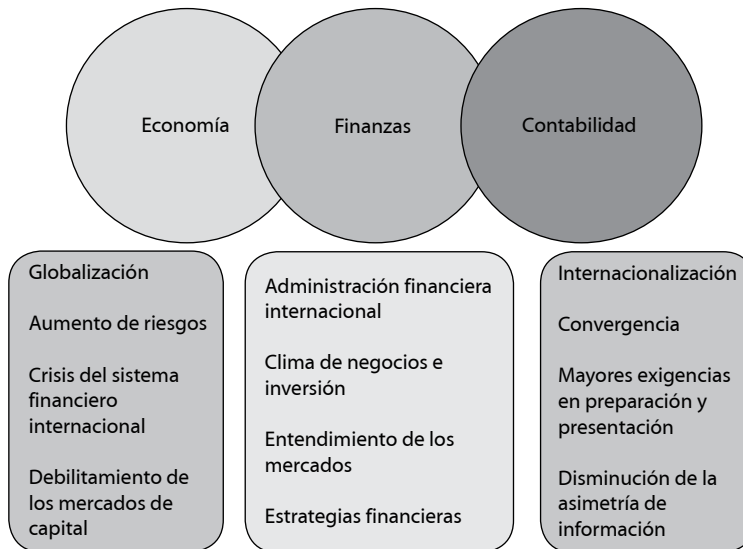 Economía
Finanzas
Contabilidad
Globalización
Aumento de riesgos
Crisis del sistema
financiero
internacional
Debilitamiento de
los mercados de
capital
Administración financiera
internacional
Clima de negocios e
inversión
Entendimiento de los
mercados
Estrategias financieras
Internacionalización
Convergencia
Mayores exigencias
en preparación y
presentación
Disminución de la
asimetría de
información